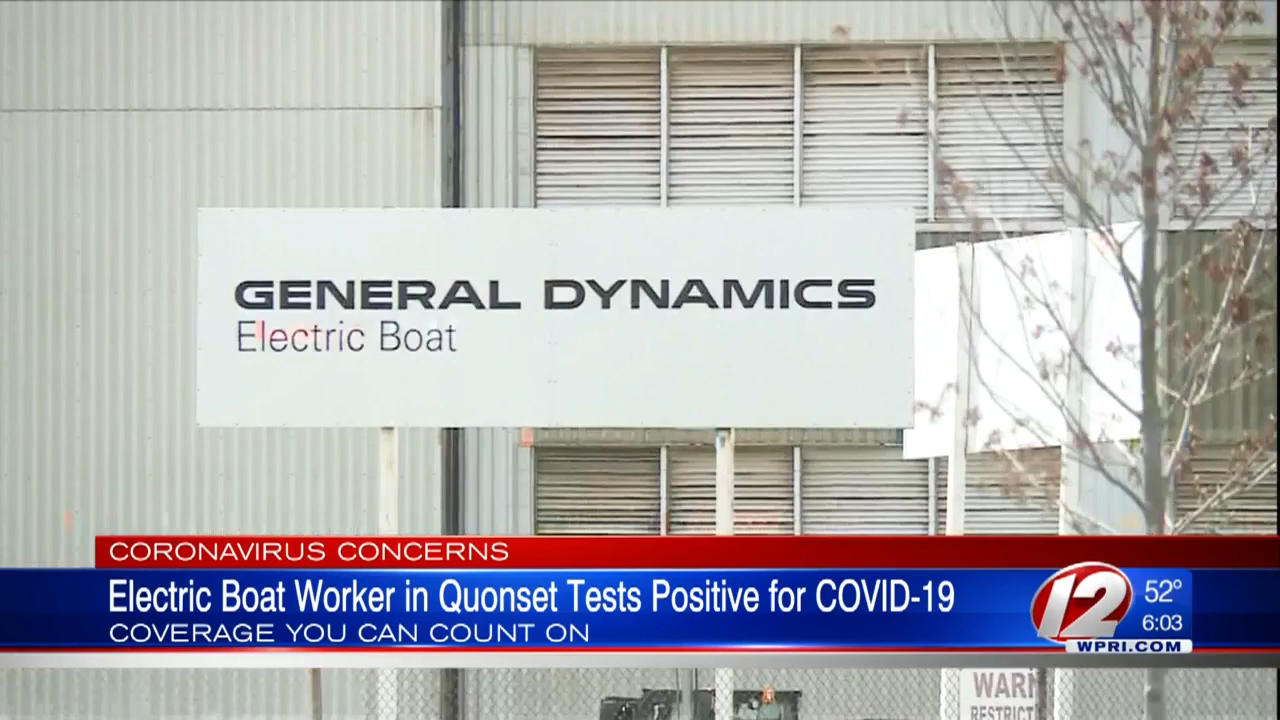 GENERAL DYNAMICS
Electric Boat
CORONAVIRUS CONCERNS
Electric Boat Worker in Quonset Tests Positive for COVID-19
COVERAGE YOU CAN COUNT ON
12
52°
6:03
WPRI.COM